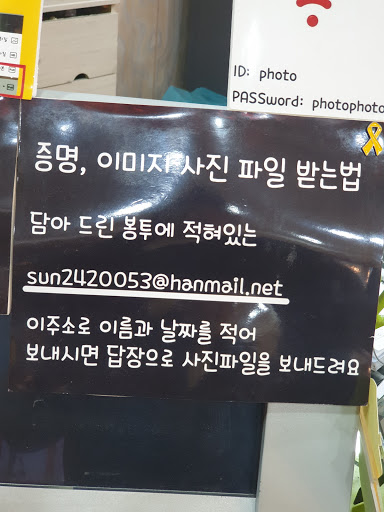 ID: photo
PASSword: photophoto
증명, 이미지 사진 파일 받는법
담아 드린 봉투에 적혀있는
sun2420053@hanmail.net
이주소로 이름과 날짜를 적어
보내시면 답장으로 사진파일을 보내드려요